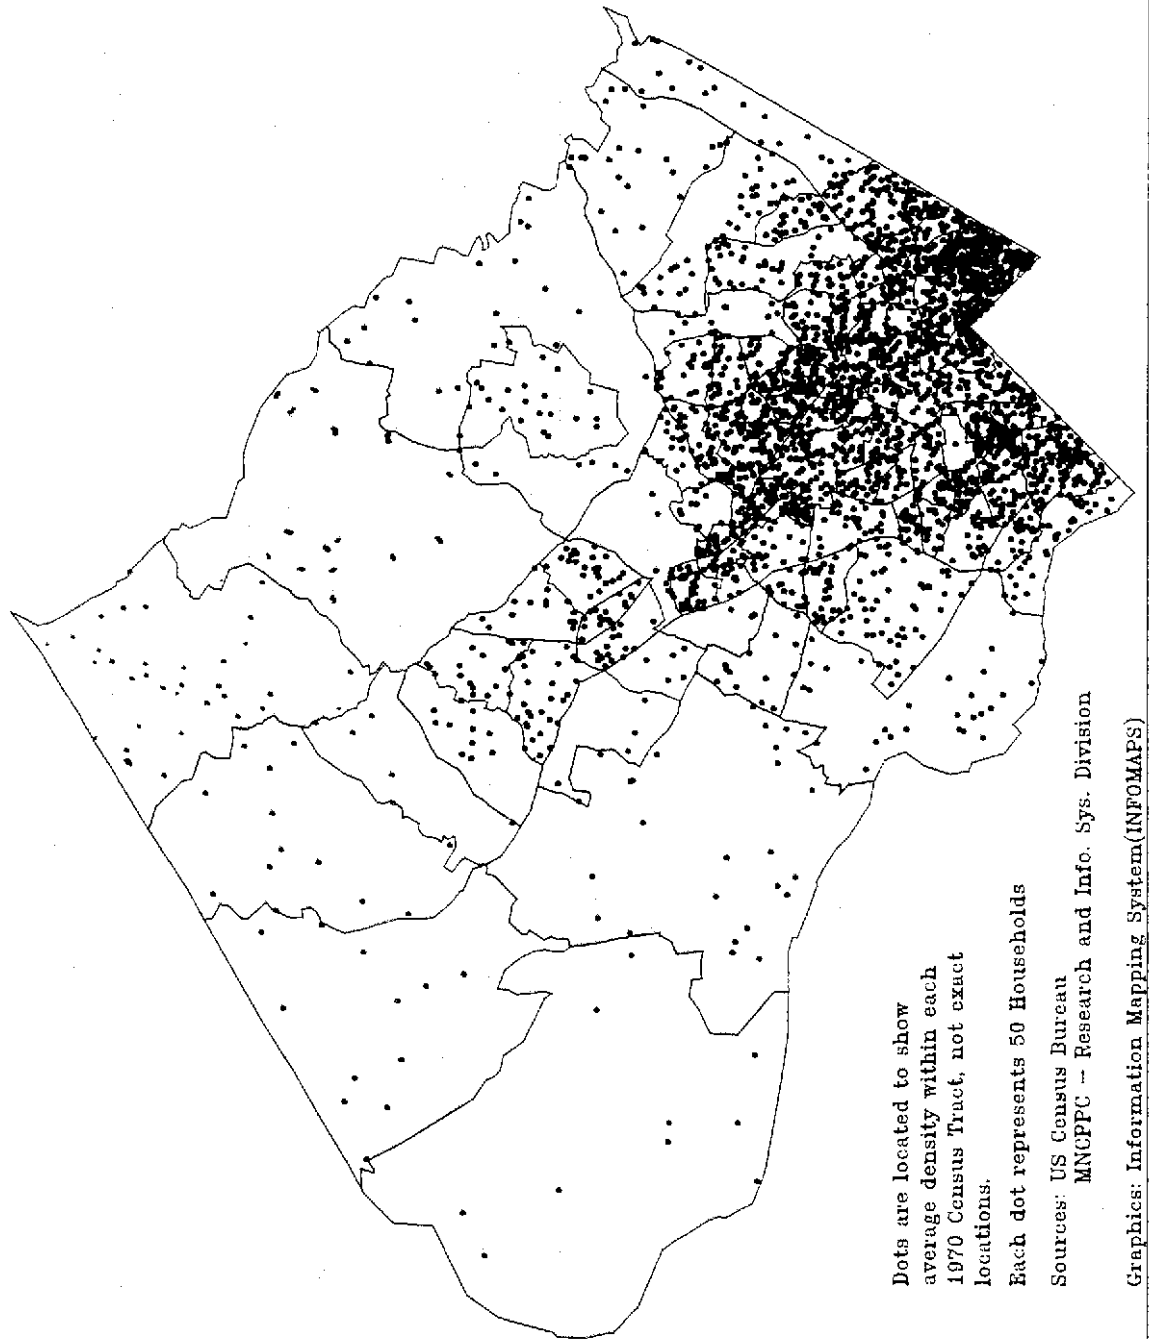 Dots are located to show
average density within each
1970 Census Tract, not exact
locations.
Each dot represents 50 Households
Sources: US Census Bureau
MNCPPC - Research and Info. Sys. Division
Graphics: Information Mapping System(INFOMAPS)